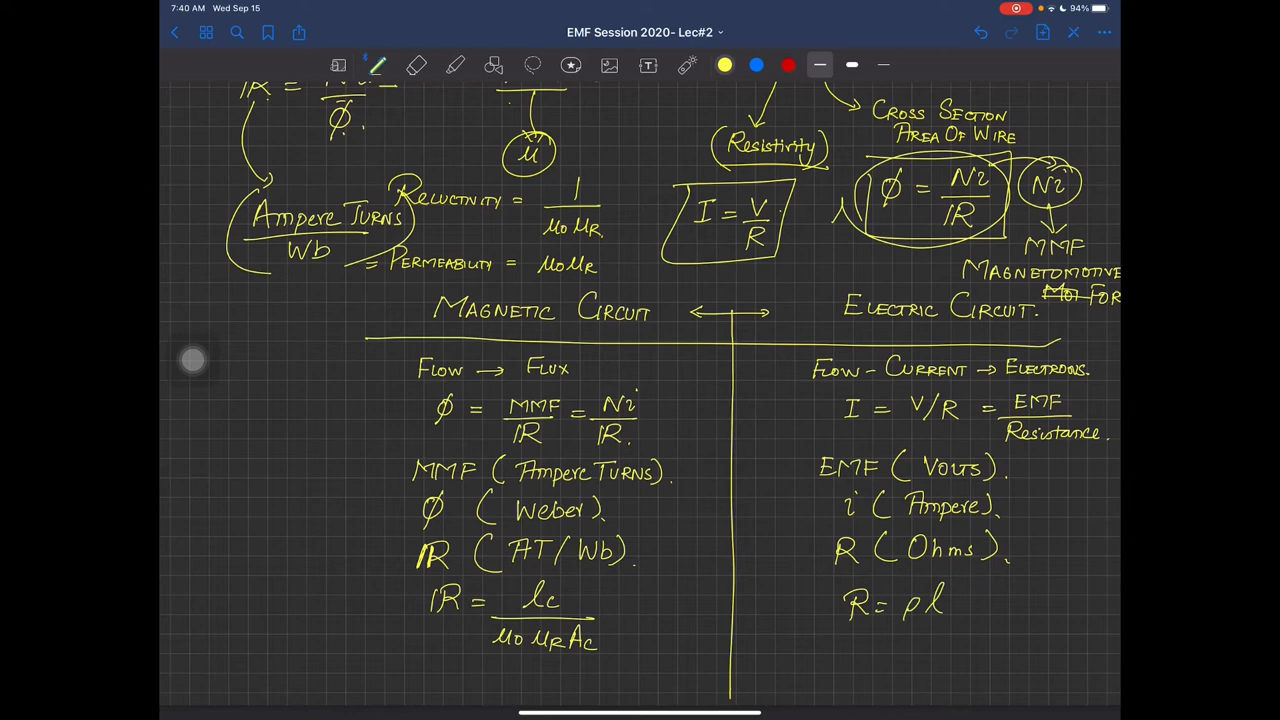 7:40 AM Wed Sep 15
94%
EMF Session 2020- Lec#2
ℝ =
ϕ
μ
Ampere Turns
Wb
Reluctivity = 1
μo μR
= Permeability = μo μR
Resistivity
Cross Section
Area Of Wire
I = V
R
ϕ = Ni
ℝ
Ni
MMF
Magnetomotive
For
Magnetic Circuit
Electric Circuit.
Flow → Flux
Flow - Current → Electrons.
ϕ = MMF = Ni
ℝ ℝ.
I = V/R = EMF
Resistance.
MMF ( Ampere Turns).
EMF ( Volts).
ϕ ( Weber).
i ( Ampere).
ℝ ( AT / Wb).
R ( Ohms ).
ℝ = lc
μo μR Ac
R = ρ l